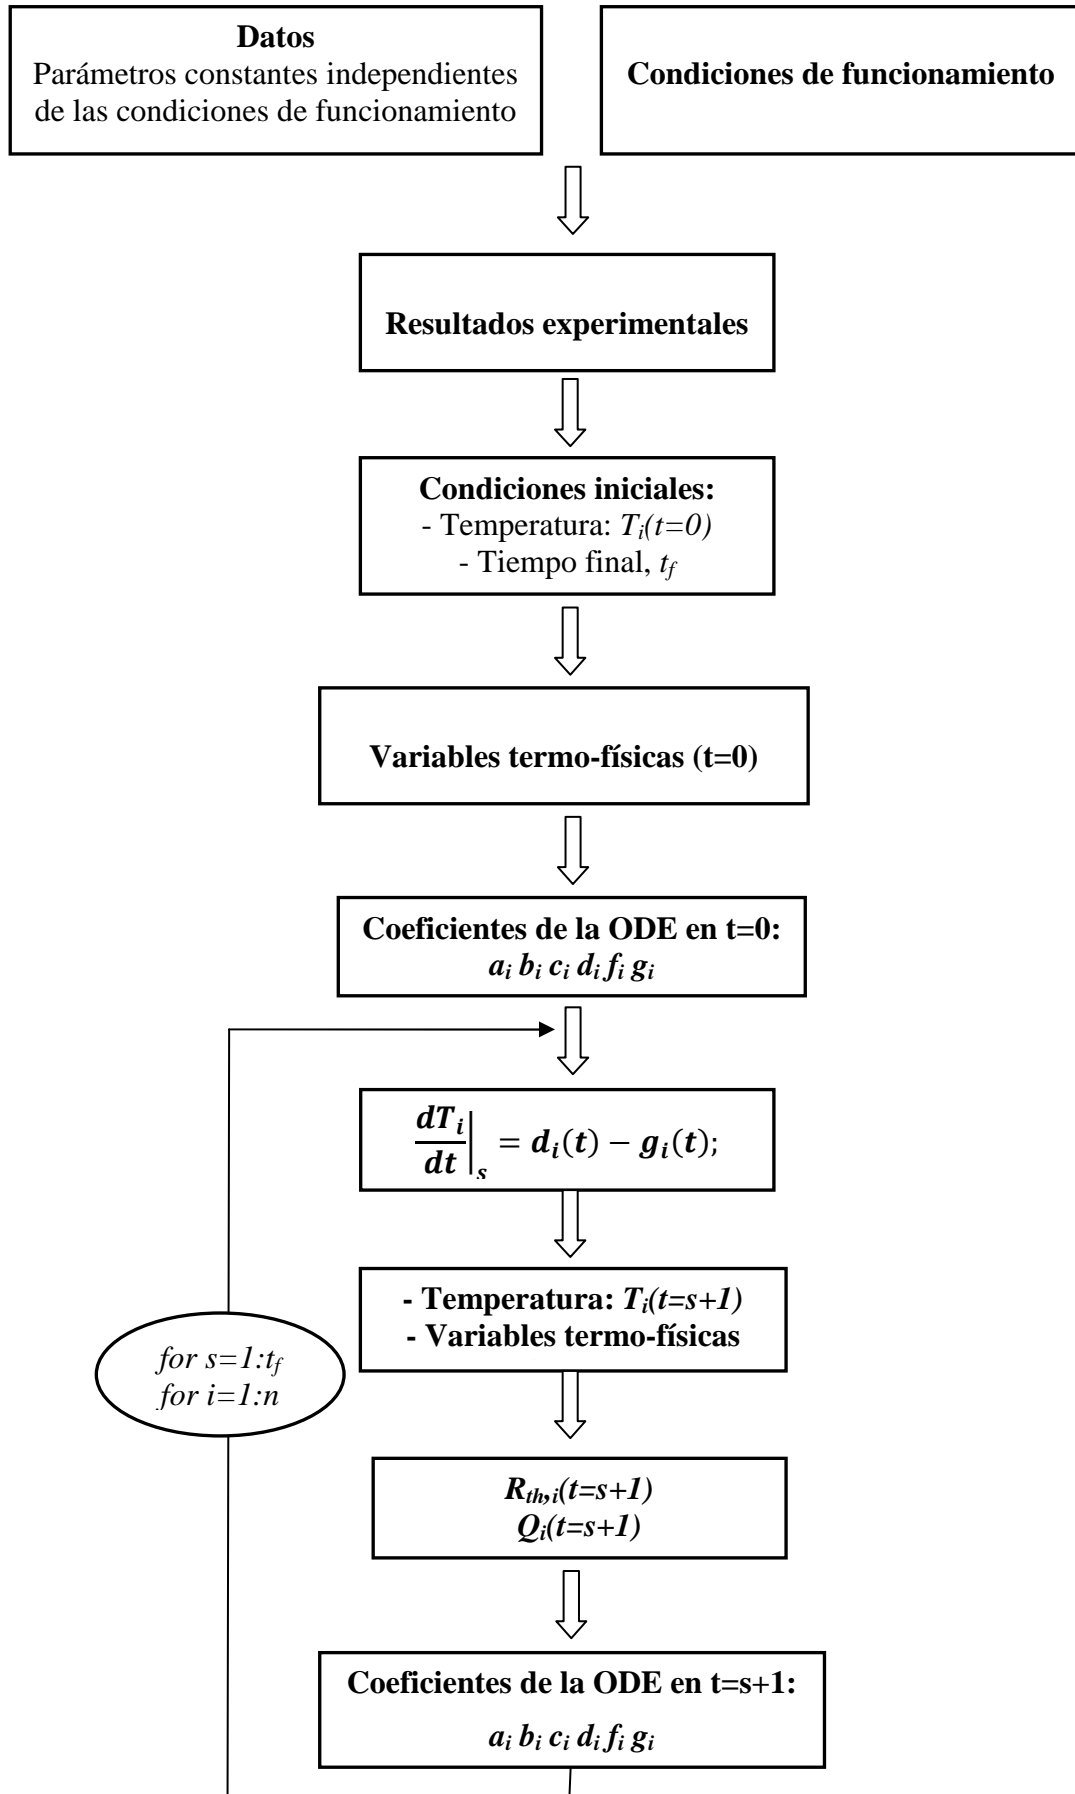 Datos
Parámetros constantes independientes
de las condiciones de funcionamiento
Condiciones de funcionamiento
Resultados experimentales
Condiciones iniciales:
- Temperatura: T_i(t=0)
- Tiempo final, t_f
Variables termo-físicas (t=0)
Coeficientes de la ODE en t=0:
a_i b_i c_i d_i f_i g_i
dT_i/dt|_s = d_i(t) − g_i(t);
- Temperatura: T_i(t=s+1)
- Variables termo-físicas
for s=1:t_f
for i=1:n
R_th,i(t=s+1)
Q_i(t=s+1)
Coeficientes de la ODE en t=s+1:
a_i b_i c_i d_i f_i g_i